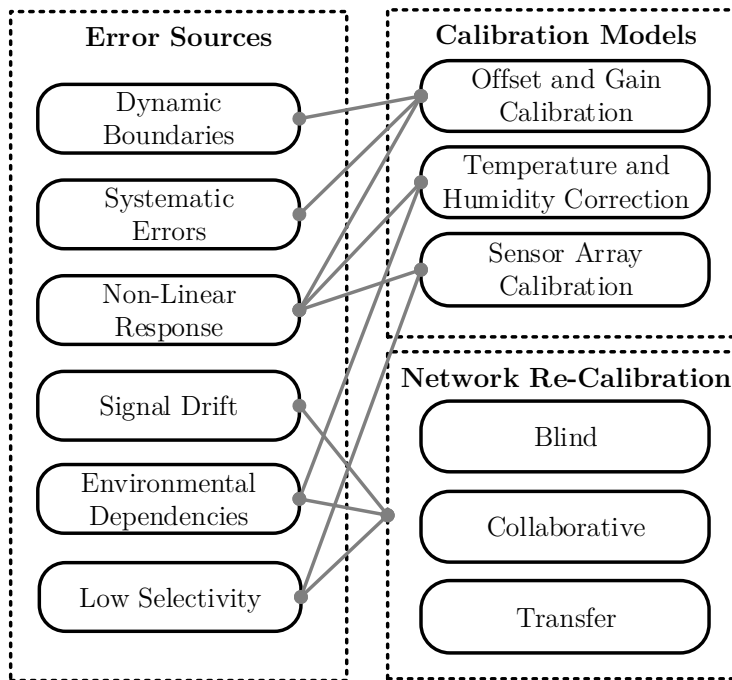 Error Sources
Dynamic
Boundaries
Systematic
Errors
Non-Linear
Response
Signal Drift
Environmental
Dependencies
Low Selectivity
Calibration Models
Offset and Gain
Calibration
Temperature and
Humidity Correction
Sensor Array
Calibration
Network Re-Calibration
Blind
Collaborative
Transfer